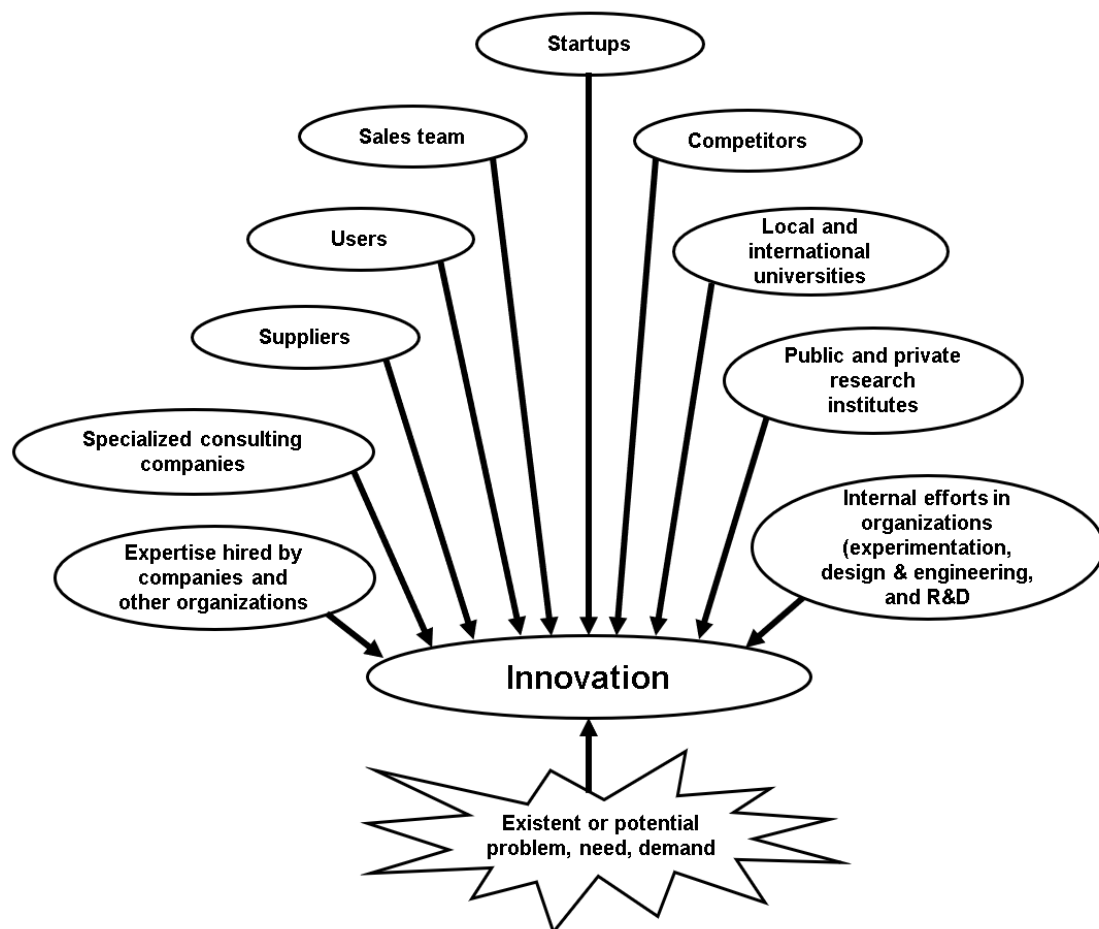 Startups
Sales team
Competitors
Users
Local and
international
universities
Suppliers
Public and private
research
institutes
Specialized consulting
companies
Internal efforts in
organizations
(experimentation,
design & engineering,
and R&D
Expertise hired by
companies and
other organizations
Innovation
Existent or potential
problem, need, demand